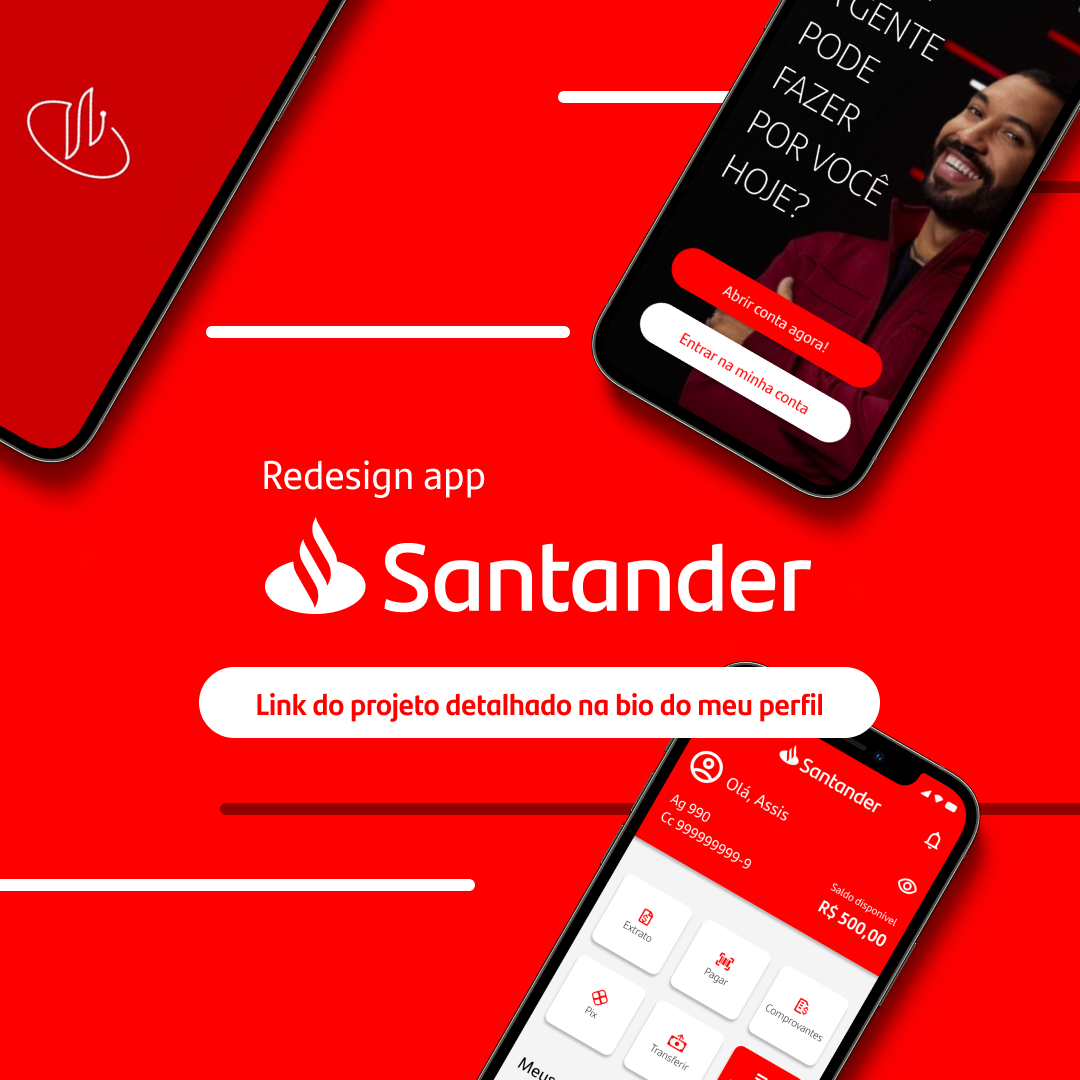 GENTE
PODE
FAZER
POR VOCÊ
HOJE?
Abrir conta agora!
Entrar na minha conta
Redesign app
Santander
Link do projeto detalhado na bio do meu perfil
Santander
Olá, Assis
Ag 990
Cc 999999999-9
Saldo disponível
R$ 500,00
Extrato
Pagar
Comprovantes
Pix
Transferir
Meus